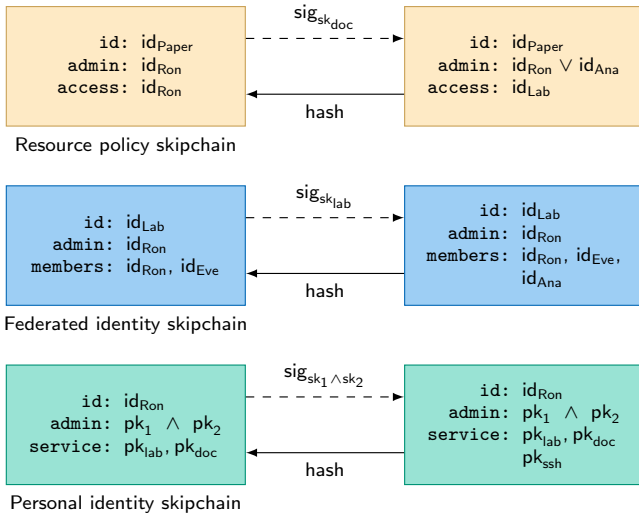 id: id_Paper
admin: id_Ron
access: id_Ron
sig_sk_doc
hash
id: id_Paper
admin: id_Ron ∨ id_Ana
access: id_Lab
Resource policy skipchain
id: id_Lab
admin: id_Ron
members: id_Ron, id_Eve
sig_sk_lab
hash
id: id_Lab
admin: id_Ron
members: id_Ron, id_Eve,
id_Ana
Federated identity skipchain
id: id_Ron
admin: pk_1 ∧ pk_2
service: pk_lab, pk_doc
sig_sk_1 ∧ sk_2
hash
id: id_Ron
admin: pk_1 ∧ pk_2
service: pk_lab, pk_doc
pk_ssh
Personal identity skipchain